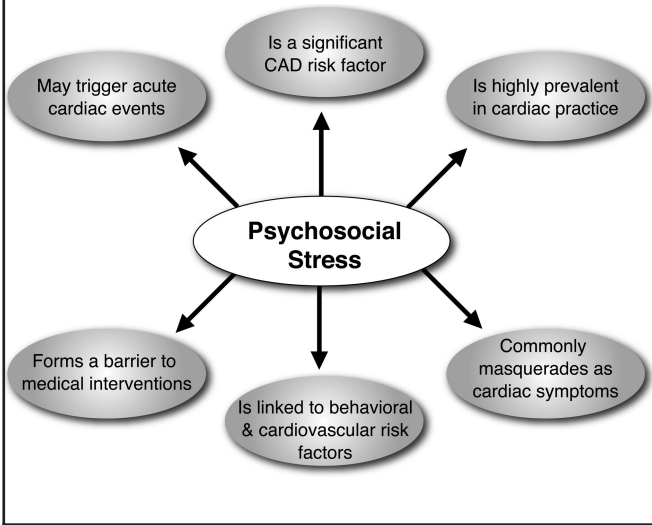 Is a significant
CAD risk factor
May trigger acute
cardiac events
Is highly prevalent
in cardiac practice
Psychosocial
Stress
Forms a barrier to
medical interventions
Is linked to behavioral
& cardiovascular risk
factors
Commonly
masquerades as
cardiac symptoms